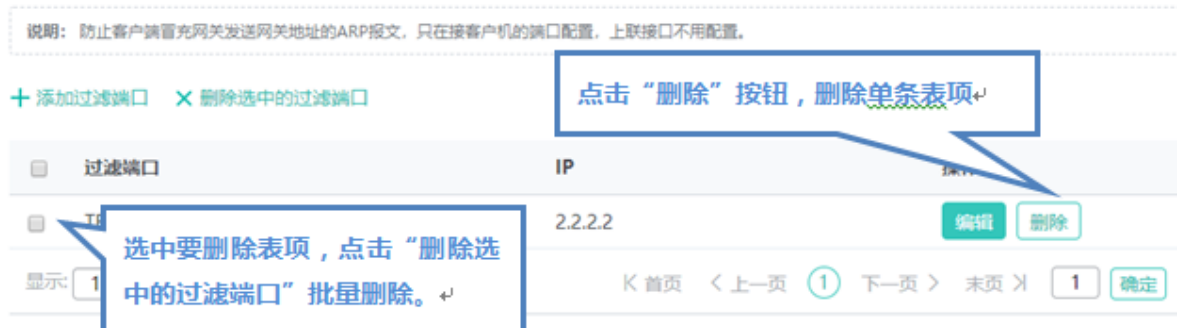 说明：防止客户端冒充网关发送网关地址的ARP报文，只在接客户机的端口配置，上联接口不用配置。
+ 添加过滤端口 × 删除选中的过滤端口
点击“删除”按钮，删除单条表项
过滤端口 IP
2.2.2.2 编辑 删除
选中要删除表项，点击“删除选
中的过滤端口”批量删除。
显示: 1 首页 上一页 1 下一页 末页 1 确定